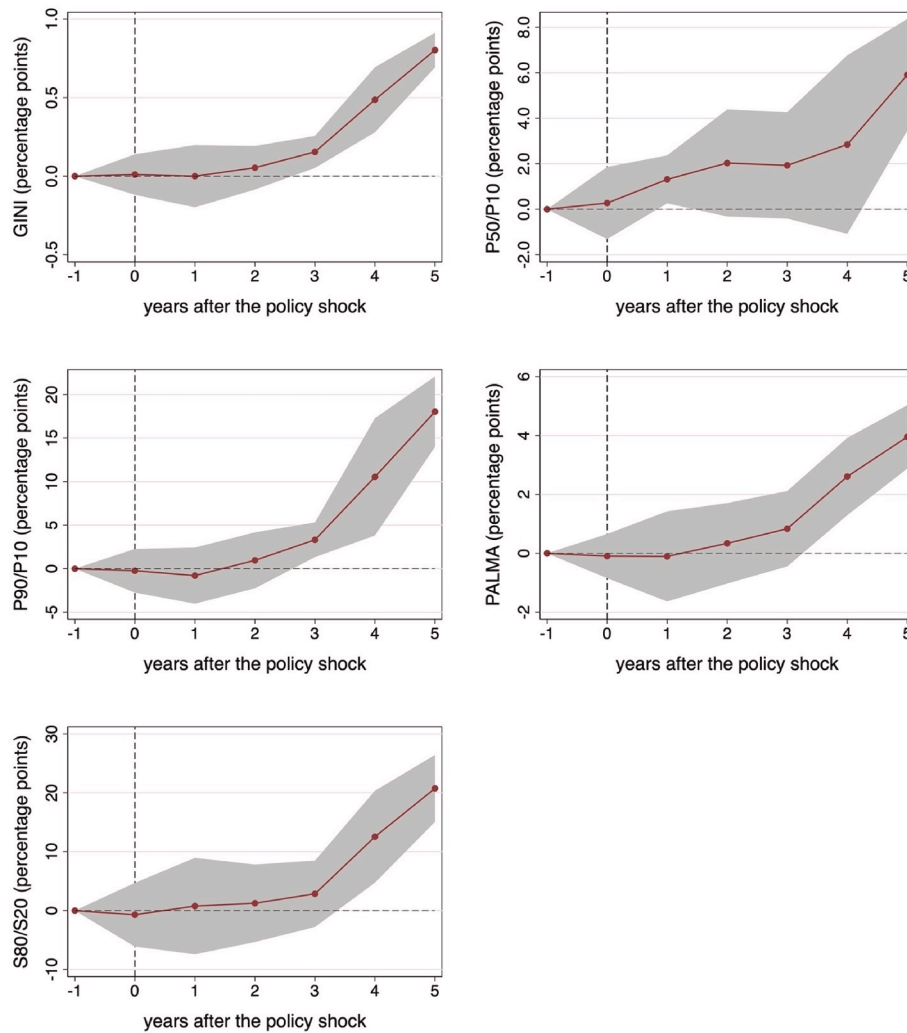 GINI (percentage points)
1.0
0.5
0.0
-0.5
-1 0 1 2 3 4 5
years after the policy shock
P50/P10 (percentage points)
8.0
6.0
4.0
2.0
0.0
-2.0
-1 0 1 2 3 4 5
years after the policy shock
P90/P10 (percentage points)
20
15
10
5
0
-5
-1 0 1 2 3 4 5
years after the policy shock
PALMA (percentage points)
6
4
2
0
-2
-1 0 1 2 3 4 5
years after the policy shock
S80/S20 (percentage points)
30
20
10
0
-10
-1 0 1 2 3 4 5
years after the policy shock